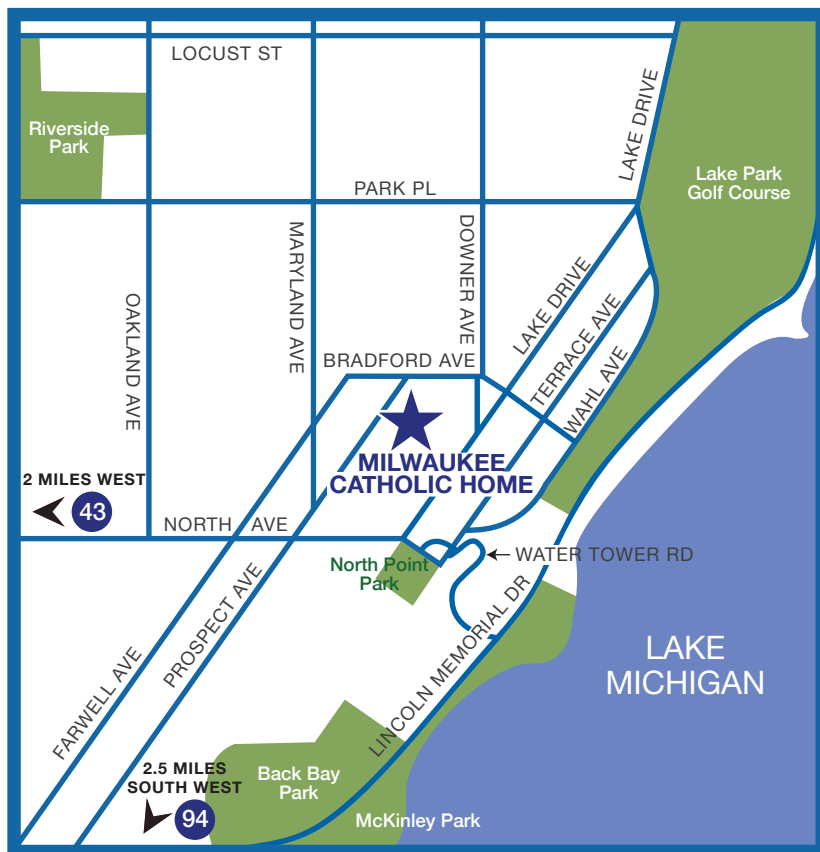 LOCUST ST
LAKE DRIVE
Riverside
Park
Lake Park
Golf Course
PARK PL
MARYLAND AVE
DOWNER AVE
OAKLAND AVE
LAKE DRIVE
TERRACE AVE
BRADFORD AVE
WAHL AVE
MILWAUKEE
CATHOLIC HOME
2 MILES WEST
43
NORTH AVE
North Point
Park
WATER TOWER RD
PROSPECT AVE
FARWELL AVE
LINCOLN MEMORIAL DR
LAKE
MICHIGAN
2.5 MILES
SOUTH WEST
94
Back Bay
Park
McKinley Park